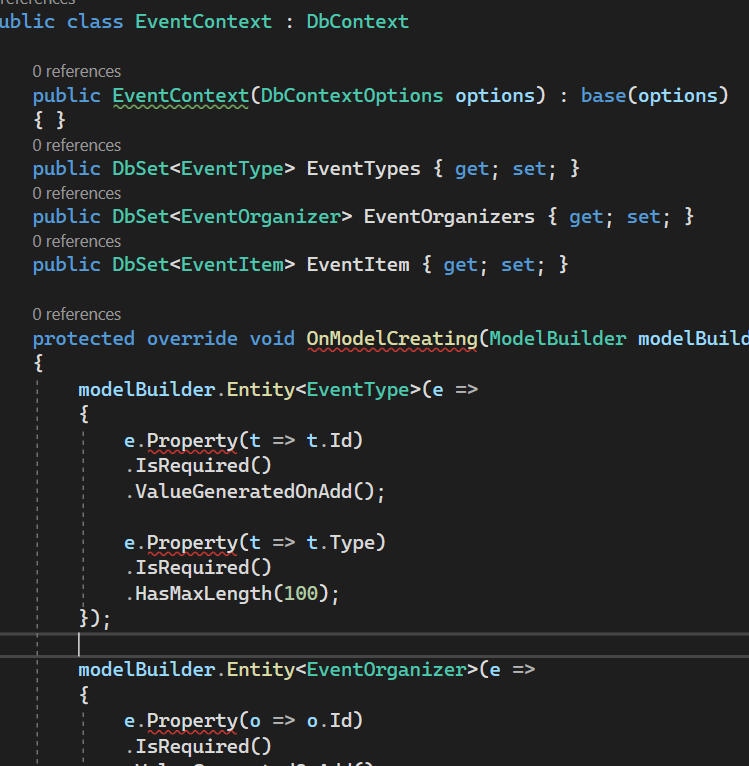 references
ublic class EventContext : DbContext
0 references
public EventContext(DbContextOptions options) : base(options)
{ }
0 references
public DbSet<EventType> EventTypes { get; set; }
0 references
public DbSet<EventOrganizer> EventOrganizers { get; set; }
0 references
public DbSet<EventItem> EventItem { get; set; }
0 references
protected override void OnModelCreating(ModelBuilder modelBuild
{
modelBuilder.Entity<EventType>(e =>
{
e.Property(t => t.Id)
.IsRequired()
.ValueGeneratedOnAdd();
e.Property(t => t.Type)
.IsRequired()
.HasMaxLength(100);
});
modelBuilder.Entity<EventOrganizer>(e =>
{
e.Property(o => o.Id)
.IsRequired()
.ValueGeneratedOnAdd()